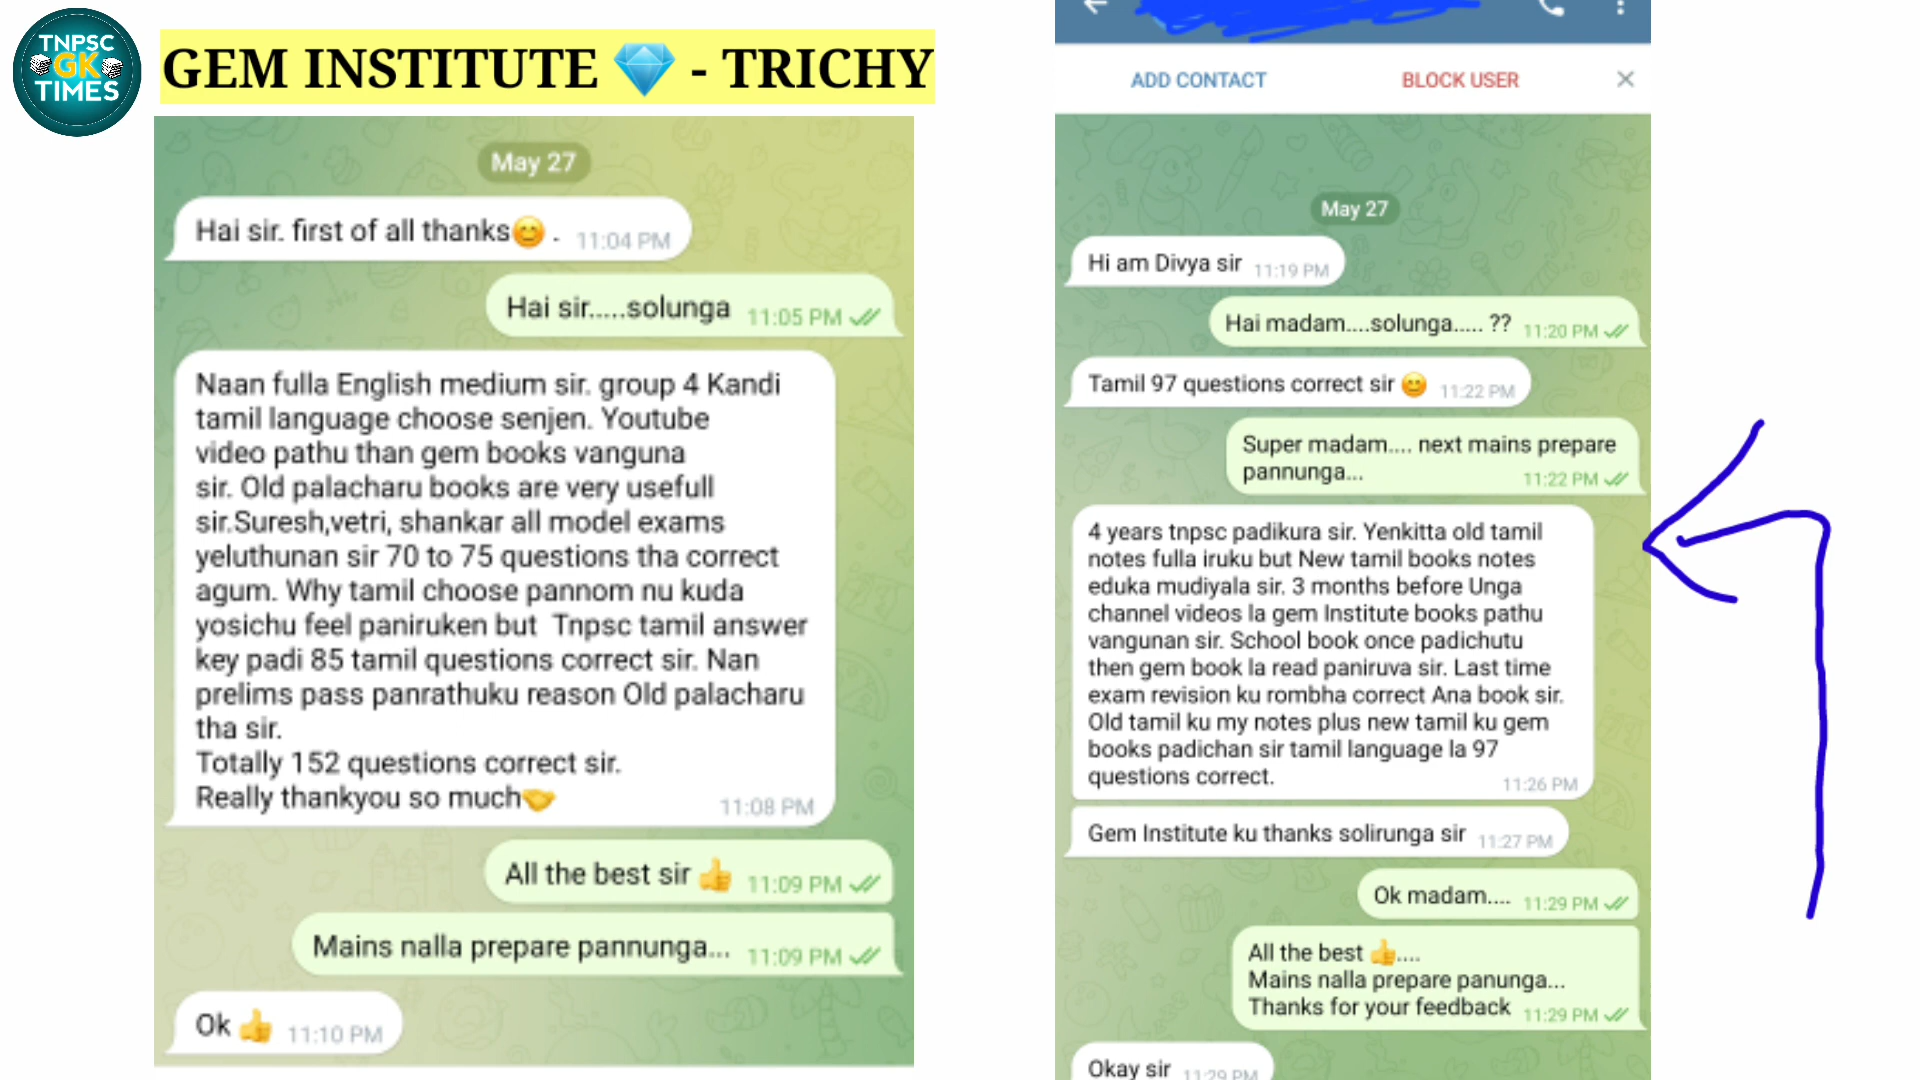 TNPSC
GK
TIMES
GEM INSTITUTE 💎 - TRICHY
May 27
Hai sir. first of all thanks😊 . 11:04 PM
Hai sir.....solunga 11:05 PM
Naan fulla English medium sir. group 4 Kandi
tamil language choose senjen. Youtube
video pathu than gem books vanguna
sir. Old palacharu books are very usefull
sir.Suresh,vetri, shankar all model exams
yeluthunan sir 70 to 75 questions tha correct
agum. Why tamil choose pannom nu kuda
yosichu feel paniruken but Tnpsc tamil answer
key padi 85 tamil questions correct sir. Nan
prelims pass panrathuku reason Old palacharu
tha sir.
Totally 152 questions correct sir.
Really thankyou so much🤝 11:08 PM
All the best sir 👍 11:09 PM
Mains nalla prepare pannunga... 11:09 PM
Ok 👍 11:10 PM
ADD CONTACT BLOCK USER
May 27
Hi am Divya sir 11:19 PM
Hai madam....solunga..... ?? 11:20 PM
Tamil 97 questions correct sir 😊 11:22 PM
Super madam.... next mains prepare
pannunga... 11:22 PM
4 years tnpsc padikura sir. Yenkitta old tamil
notes fulla iruku but New tamil books notes
eduka mudiyala sir. 3 months before Unga
channel videos la gem Institute books pathu
vangunan sir. School book once padichutu
then gem book la read paniruva sir. Last time
exam revision ku rombha correct Ana book sir.
Old tamil ku my notes plus new tamil ku gem
books padichan sir tamil language la 97
questions correct. 11:26 PM
Gem Institute ku thanks solirunga sir 11:27 PM
Ok madam.... 11:29 PM
All the best 👍....
Mains nalla prepare panunga...
Thanks for your feedback 11:29 PM
Okay sir 11:29 PM